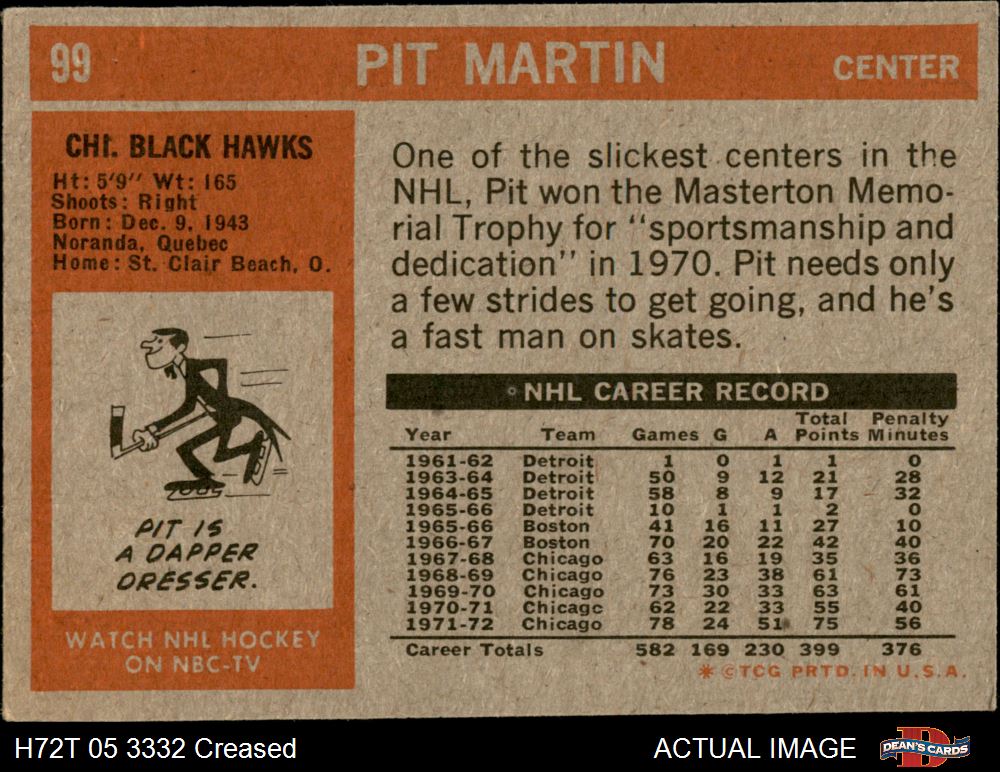 99 PIT MARTIN CENTER
CHI. BLACK HAWKS
Ht: 5'9" Wt: 165
Shoots: Right
Born: Dec. 9, 1943
Noranda, Quebec
Home: St. Clair Beach, O.
PIT IS
A DAPPER
DRESSER.
WATCH NHL HOCKEY
ON NBC-TV
One of the slickest centers in the
NHL, Pit won the Masterton Memo-
rial Trophy for "sportsmanship and
dedication" in 1970. Pit needs only
a few strides to get going, and he's
a fast man on skates.
NHL CAREER RECORD
Total Penalty
Year Team Games G A Points Minutes
1961-62 Detroit 1 0 1 1 0
1963-64 Detroit 50 9 12 21 28
1964-65 Detroit 58 8 9 17 32
1965-66 Detroit 10 1 1 2 0
1965-66 Boston 41 16 11 27 10
1966-67 Boston 70 20 22 42 40
1967-68 Chicago 63 16 19 35 36
1968-69 Chicago 76 23 38 61 73
1969-70 Chicago 73 30 33 63 61
1970-71 Chicago 62 22 33 55 40
1971-72 Chicago 78 24 51 75 56
Career Totals 582 169 230 399 376
* © TCG PRTD. IN U.S.A.
H72T 05 3332 Creased ACTUAL IMAGE D DEAN'S CARDS